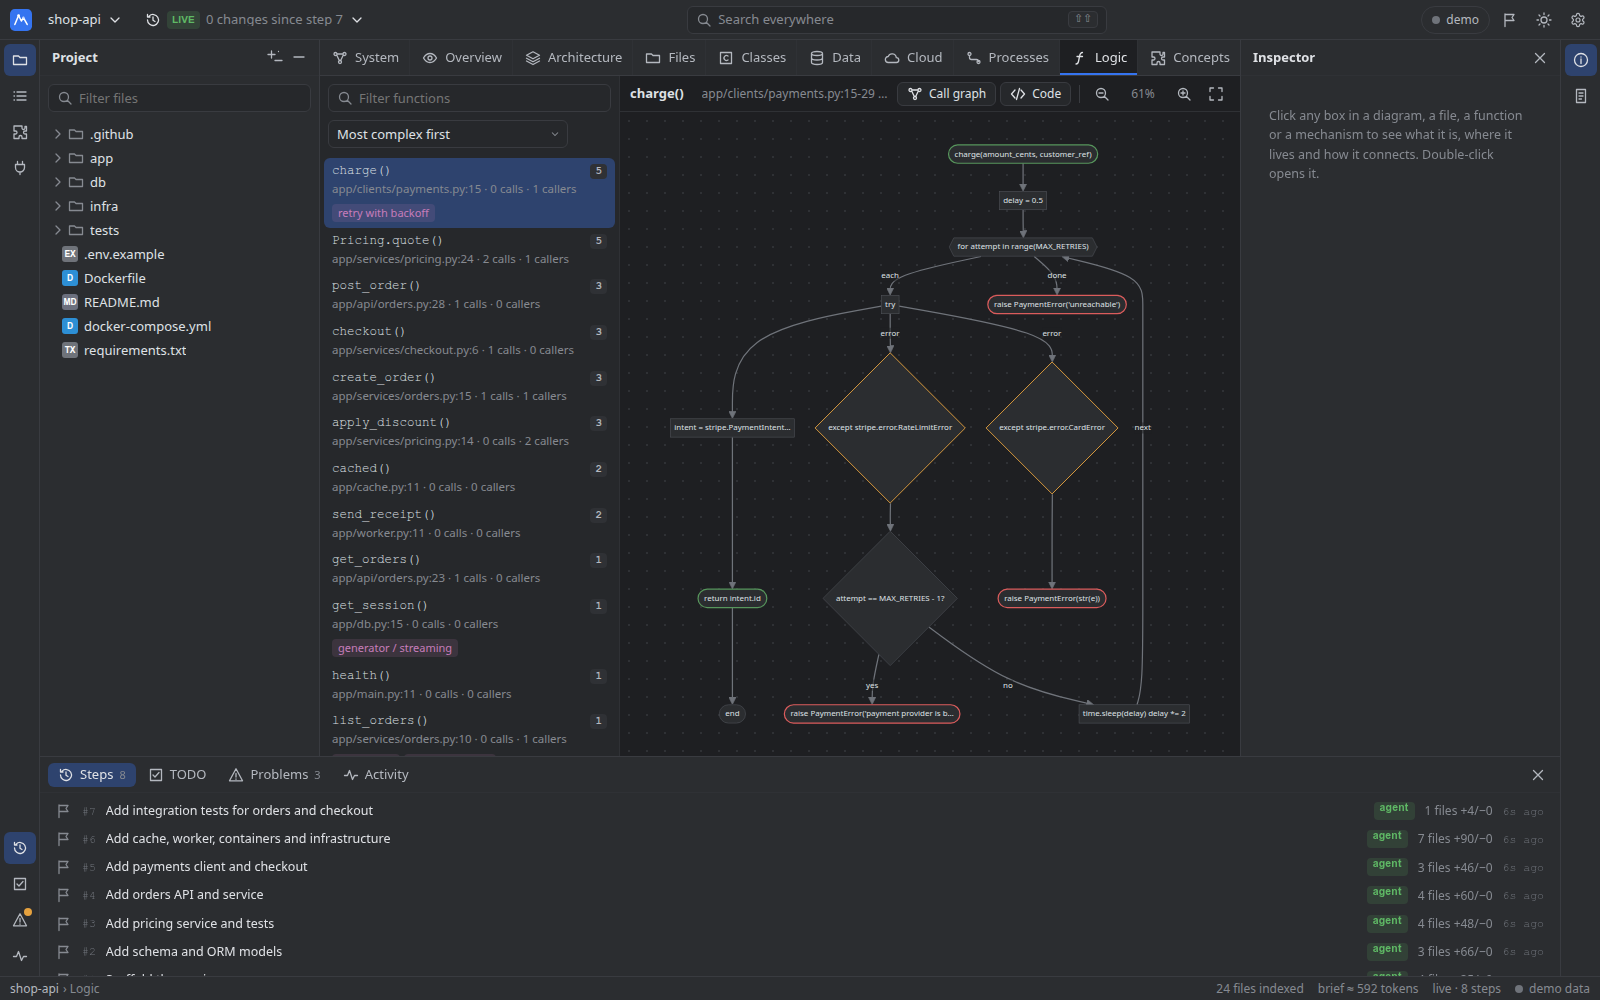 shop-api
LIVE 0 changes since step 7
Search everywhere
demo
Project
System
Overview
Architecture
Files
Classes
Data
Cloud
Processes
Logic
Concepts
Inspector
Filter files
.github
app
db
infra
tests
EX .env.example
D Dockerfile
MD README.md
D docker-compose.yml
TX requirements.txt
Filter functions
Most complex first
charge() 5
app/clients/payments.py:15 · 0 calls · 1 callers
retry with backoff
Pricing.quote() 5
app/services/pricing.py:24 · 2 calls · 1 callers
post_order() 3
app/api/orders.py:28 · 1 calls · 0 callers
checkout() 3
app/services/checkout.py:6 · 1 calls · 0 callers
create_order() 3
app/services/orders.py:15 · 1 calls · 1 callers
apply_discount() 3
app/services/pricing.py:14 · 0 calls · 2 callers
cached() 2
app/cache.py:11 · 0 calls · 0 callers
send_receipt() 2
app/worker.py:11 · 0 calls · 0 callers
get_orders() 1
app/api/orders.py:23 · 1 calls · 0 callers
get_session() 1
app/db.py:15 · 0 calls · 0 callers
generator / streaming
health() 1
app/main.py:11 · 0 calls · 0 callers
list_orders() 1
app/services/orders.py:10 · 0 calls · 1 callers
charge() app/clients/payments.py:15-29 ...
Call graph
Code
61%
charge(amount_cents, customer_ref)
delay = 0.5
for attempt in range(MAX_RETRIES)
each
done
try
raise PaymentError('unreachable')
error
error
intent = stripe.PaymentIntent...
except stripe.error.RateLimitError
except stripe.error.CardError
next
return intent.id
attempt == MAX_RETRIES - 1?
raise PaymentError(str(e))
yes
no
end
raise PaymentError('payment provider is b...
time.sleep(delay) delay *= 2
Click any box in a diagram, a file, a function
or a mechanism to see what it is, where it
lives and how it connects. Double-click
opens it.
Steps 8
TODO
Problems 3
Activity
#7 Add integration tests for orders and checkout agent 1 files +4/−0 6s ago
#6 Add cache, worker, containers and infrastructure agent 7 files +90/−0 6s ago
#5 Add payments client and checkout agent 3 files +46/−0 6s ago
#4 Add orders API and service agent 4 files +60/−0 6s ago
#3 Add pricing service and tests agent 4 files +48/−0 6s ago
#2 Add schema and ORM models agent 3 files +66/−0 6s ago
agent
shop-api › Logic
24 files indexed
brief ≈ 592 tokens
live · 8 steps
demo data